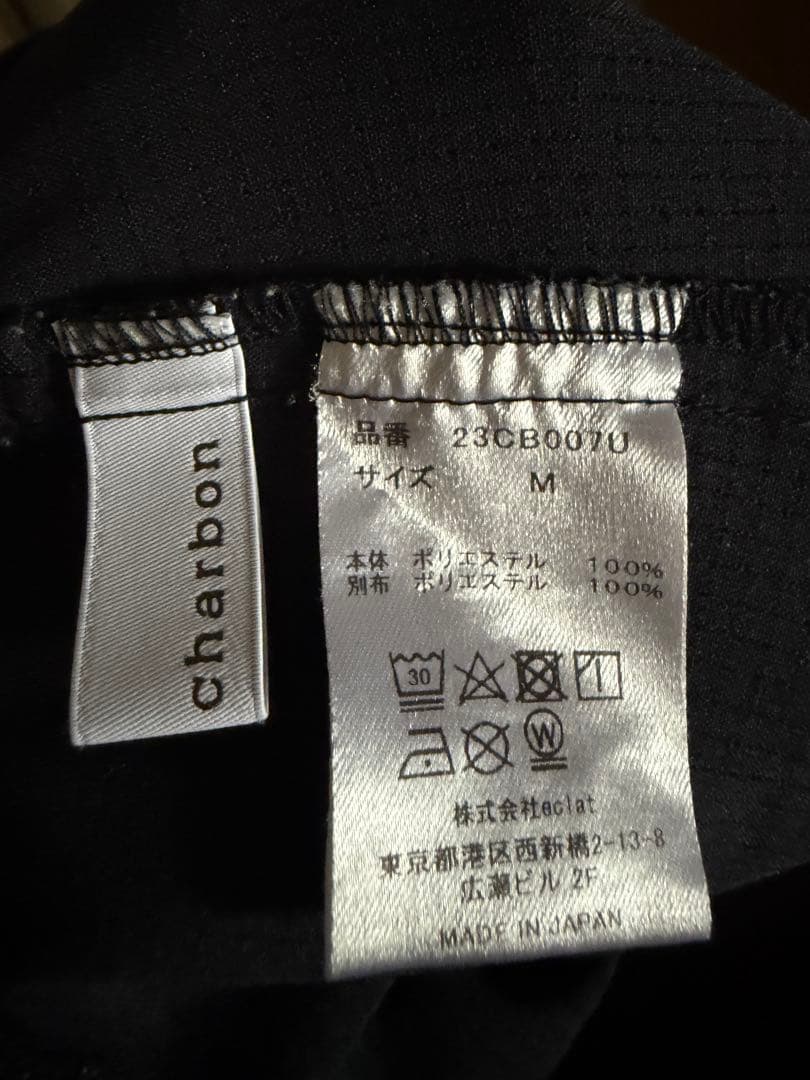 charbon
品番 23CB007U
サイズ M
本体 ポリエステル 100%
別布 ポリエステル 100%
30
W
株式会社eclat
東京都港区西新橋2-13-8
広瀬ビル 2F
MADE IN JAPAN